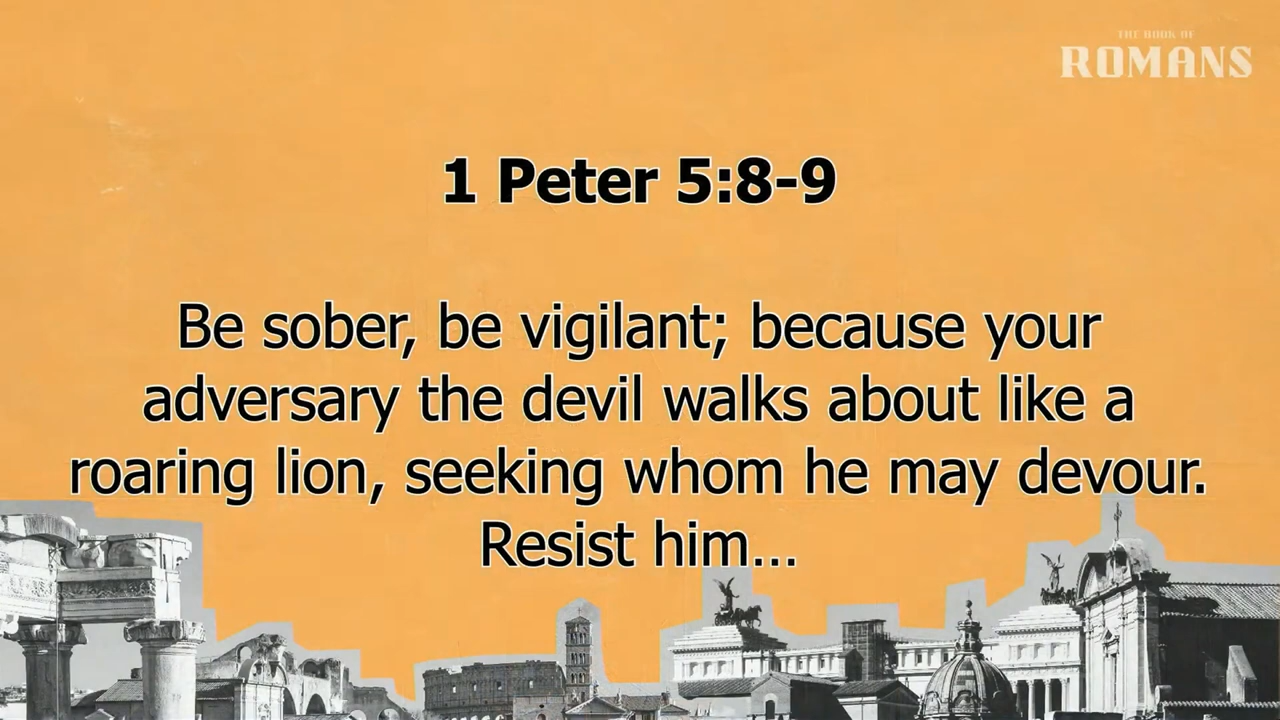 THE BOOK OF
ROMANS
1 Peter 5:8-9
Be sober, be vigilant; because your
adversary the devil walks about like a
roaring lion, seeking whom he may devour.
Resist him...